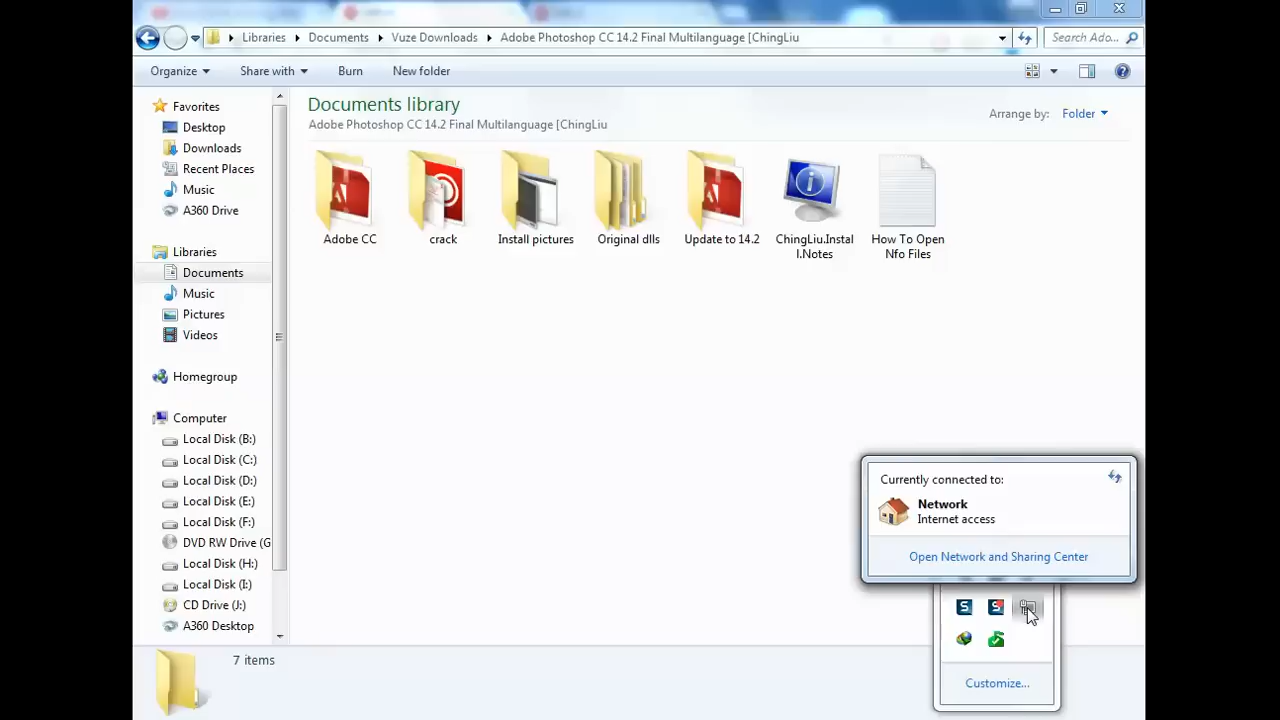 Libraries
Documents
Vuze Downloads
Adobe Photoshop CC 14.2 Final Multilanguage [ChingLiu
Search Ado...
Organize
Share with
Burn
New folder
Favorites
Desktop
Downloads
Recent Places
Music
A360 Drive
Libraries
Documents
Music
Pictures
Videos
Homegroup
Computer
Local Disk (B:)
Local Disk (C:)
Local Disk (D:)
Local Disk (E:)
Local Disk (F:)
DVD RW Drive (G
Local Disk (H:)
Local Disk (I:)
CD Drive (J:)
A360 Desktop
Documents library
Adobe Photoshop CC 14.2 Final Multilanguage [ChingLiu
Arrange by: Folder
Adobe CC
crack
Install pictures
Original dlls
Update to 14.2
ChingLiu.Instal
l.Notes
How To Open
Nfo Files
Currently connected to:
Network
Internet access
Open Network and Sharing Center
Customize...
7 items